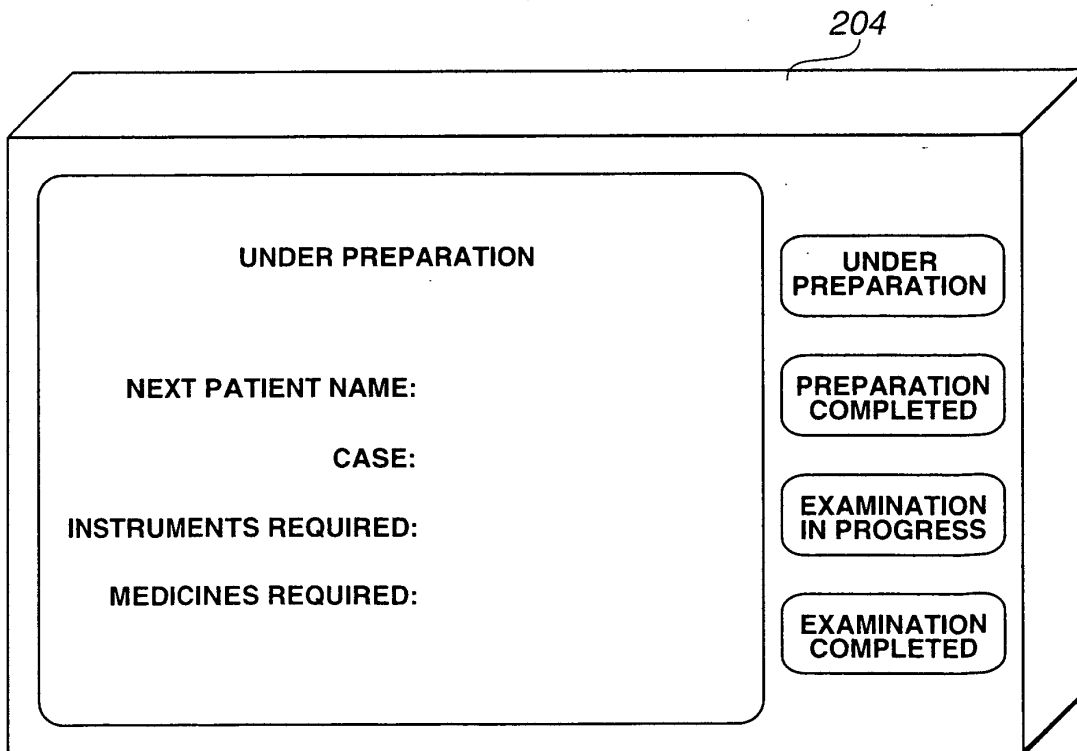 204
UNDER PREPARATION
NEXT PATIENT NAME:
CASE:
INSTRUMENTS REQUIRED:
MEDICINES REQUIRED:
UNDER
PREPARATION
PREPARATION
COMPLETED
EXAMINATION
IN PROGRESS
EXAMINATION
COMPLETED